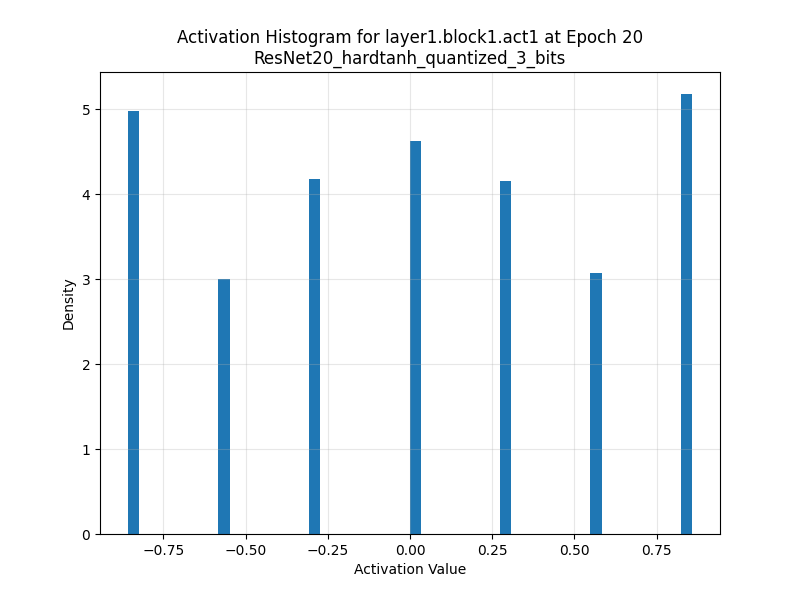 Activation Histogram for layer1.block1.act1 at Epoch 20
ResNet20_hardtanh_quantized_3_bits
5
4
3
2
1
0
Density
−0.75 −0.50 −0.25 0.00 0.25 0.50 0.75
Activation Value